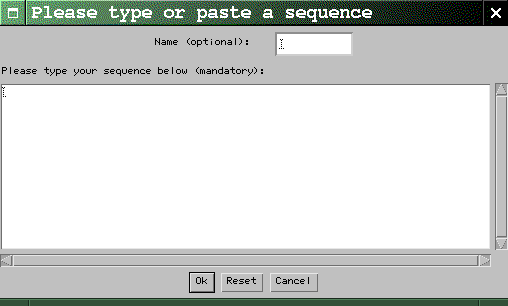 Please type or paste a sequence
Name (optional):
Please type your sequence below (mandatory):
Ok Reset Cancel